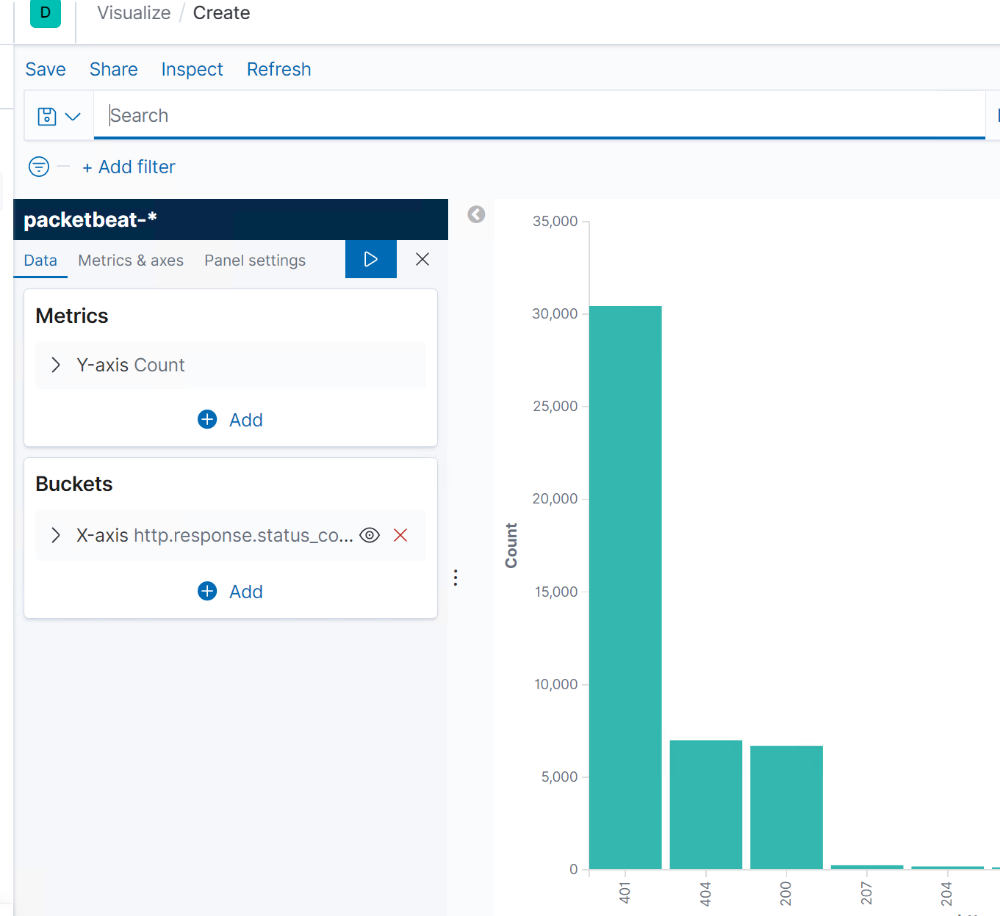 D
Visualize / Create
Save Share Inspect Refresh
Search
+ Add filter
packetbeat-*
Data Metrics & axes Panel settings
Metrics
Y-axis Count
Add
Buckets
X-axis http.response.status_co...
Add
35,000
30,000
25,000
20,000
15,000
10,000
5,000
0
Count
401 404 200 207 204